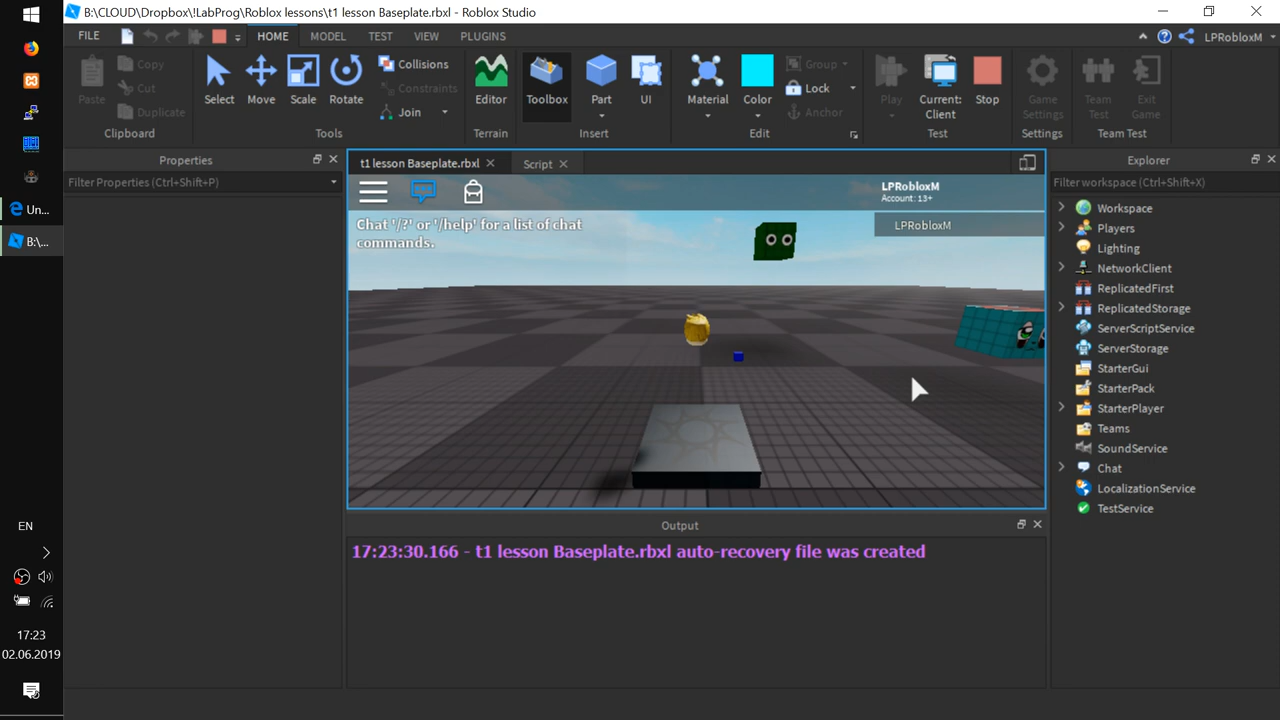 B:\CLOUD\Dropbox\!LabProg\Roblox lessons\t1 lesson Baseplate.rbxl - Roblox Studio
FILE HOME MODEL TEST VIEW PLUGINS LPRobloxM
Paste
Copy
Cut
Duplicate
Clipboard
Select Move Scale Rotate
Collisions
Constraints
Join
Tools
Editor
Terrain
Toolbox Part UI
Insert
Material Color
Group
Lock
Anchor
Edit
Play
Current:
Client
Stop
Test
Game
Settings
Settings
Team
Test
Exit
Game
Team Test
Properties
Filter Properties (Ctrl+Shift+P)
t1 lesson Baseplate.rbxl Script
LPRobloxM
Account: 13+
LPRobloxM
Chat '/?' or '/help' for a list of chat
commands.
Output
17:23:30.166 - t1 lesson Baseplate.rbxl auto-recovery file was created
Explorer
Filter workspace (Ctrl+Shift+X)
Workspace
Players
Lighting
NetworkClient
ReplicatedFirst
ReplicatedStorage
ServerScriptService
ServerStorage
StarterGui
StarterPack
StarterPlayer
Teams
SoundService
Chat
LocalizationService
TestService
Un...
B:\...
EN
17:23
02.06.2019